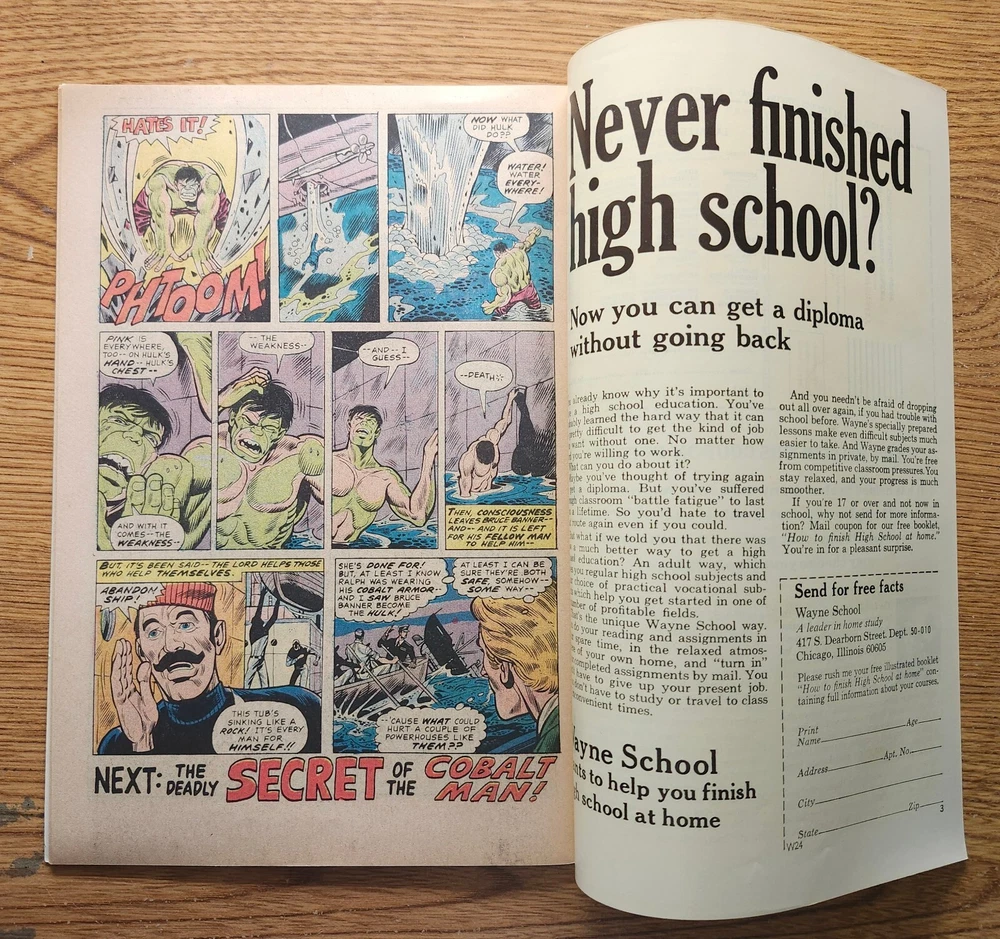 HATES IT!
PHTOOM!
NOW WHAT
DID HULK
DO??
WATER!
WATER
EVERY-
WHERE!
PINK IS
EVERYWHERE,
TOO-- ON HULK'S
HAND-- HULK'S
CHEST--
AND WITH IT
COMES--THE
WEAKNESS--
-- THE
WEAKNESS--
--AND-- I
GUESS--
--DEATH
THEN, CONSCIOUSNESS
LEAVES BRUCE BANNER--
AND-- AND IT IS LEFT
FOR HIS FELLOW MAN
TO HELP HIM--
BUT, IT'S BEEN SAID-- THE LORD HELPS THOSE
WHO HELP THEMSELVES.
ABANDON
SHIP!
THIS TUB'S
SINKING LIKE A
ROCK! IT'S EVERY
MAN FOR
HIMSELF!!
SHE'S DONE FOR!
BUT, AT LEAST I KNOW
RALPH WAS WEARING
HIS COBALT ARMOR--
AND I SAW BRUCE
BANNER BECOME
THE HULK!
AT LEAST I CAN BE
SURE THEY'RE BOTH
SAFE, SOMEHOW--
SOME WAY--
--'CAUSE WHAT COULD
HURT A COUPLE OF
POWERHOUSES LIKE
THEM??
NEXT: THE DEADLY SECRET OF THE COBALT MAN!
Never finished
high school?
Now you can get a diploma
without going back
already know why it's important to
a high school education. You've
learned the hard way that it can
difficult to get the kind of job
want without one. No matter how
you're willing to work.
can you do about it?
you've thought of trying again
a diploma. But you've suffered
classroom "battle fatigue" to last
lifetime. So you'd hate to travel
route again even if you could.
what if we told you that there was
much better way to get a high
education? An adult way, which
you regular high school subjects and
choice of practical vocational sub-
which help you get started in one of
of profitable fields.
the unique Wayne School way.
your reading and assignments in
spare time, in the relaxed atmos-
of your own home, and "turn in"
completed assignments by mail. You
have to give up your present job.
have to study or travel to class
times.
And you needn't be afraid of dropping
out all over again, if you had trouble with
school before. Wayne's specially prepared
lessons make even difficult subjects much
easier to take. And Wayne grades your as-
signments in private, by mail. You're free
from competitive classroom pressures. You
stay relaxed, and your progress is much
smoother.
If you're 17 or over and not now in
school, why not send for more informa-
tion? Mail coupon for our free booklet,
"How to finish High School at home."
You're in for a pleasant surprise.
ayne School
to help you finish
school at home
Send for free facts
Wayne School
A leader in home study
417 S. Dearborn Street. Dept. 50-010
Chicago, Illinois 60605
Please rush me your free illustrated booklet
"How to finish High School at home" con-
taining full information about your courses.
Print
Name Age
Address Apt. No.
City
State Zip
3
W24